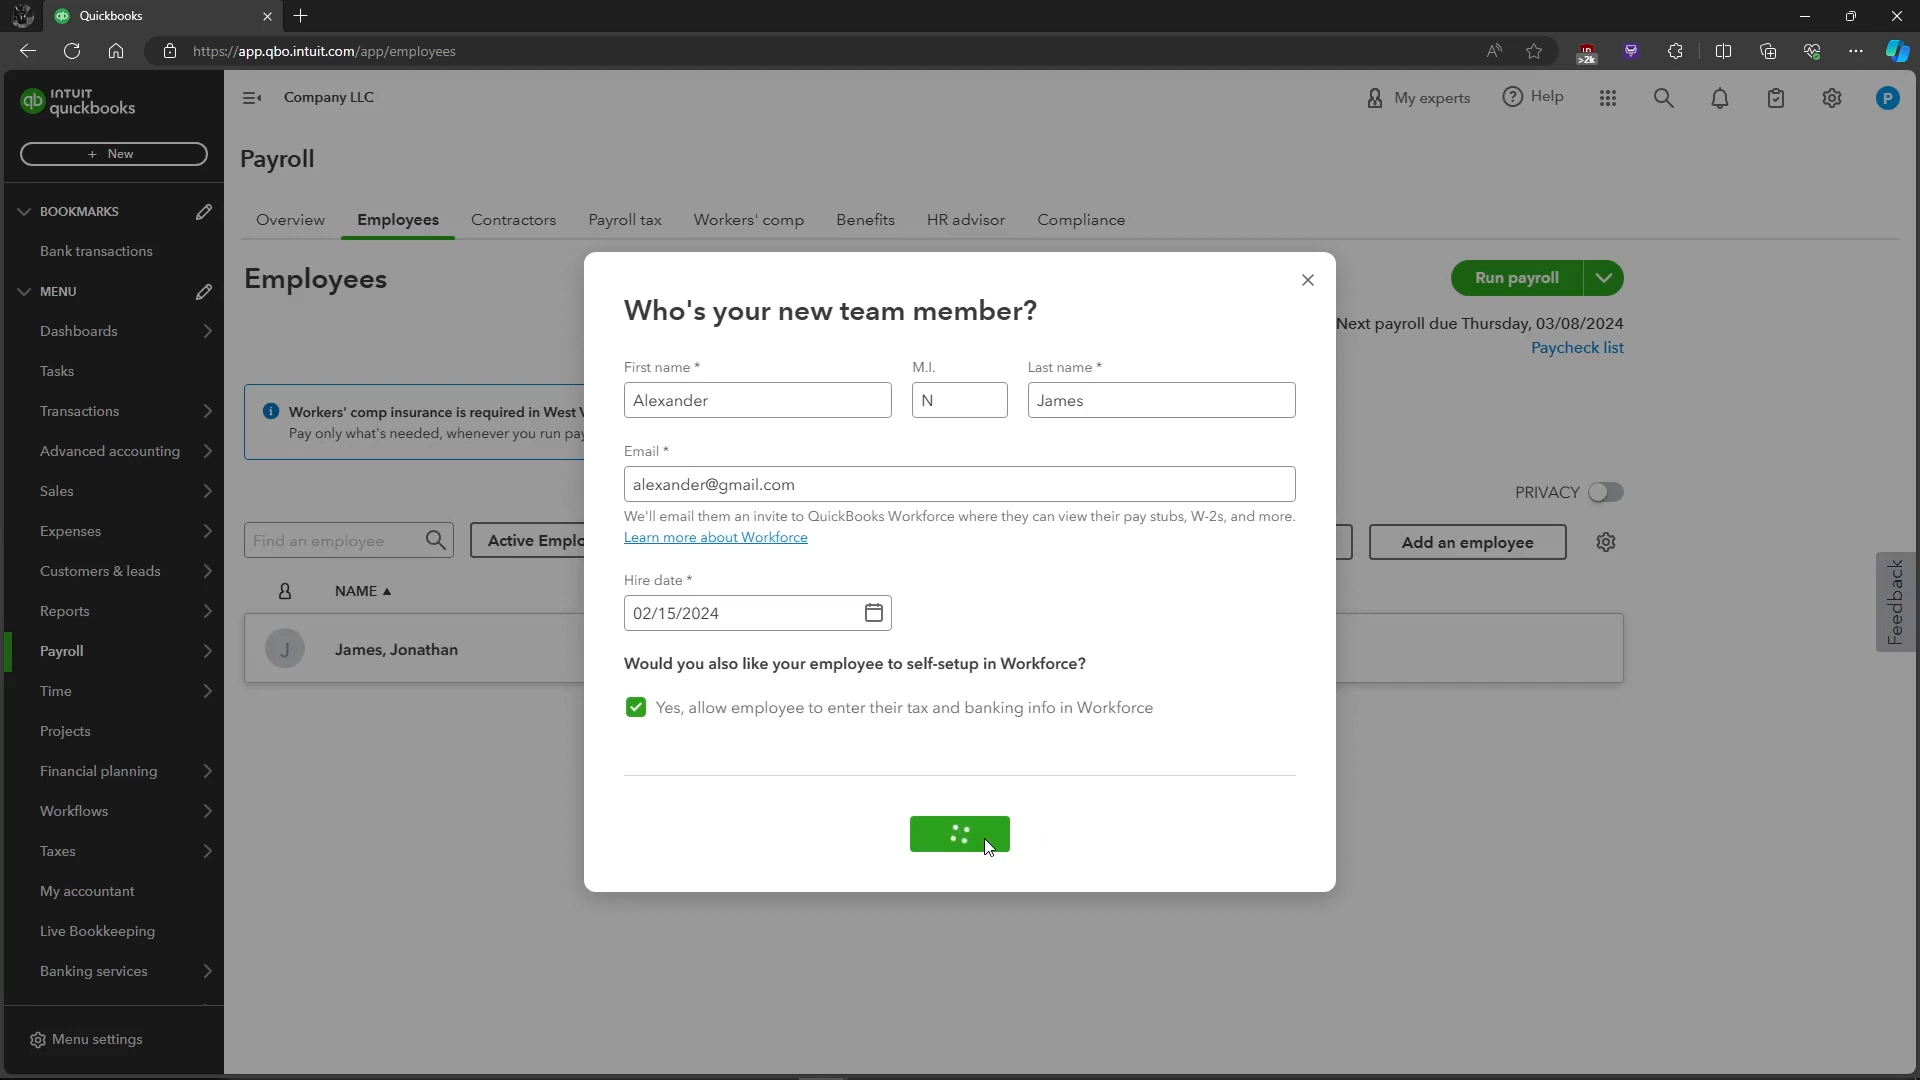 Quickbooks
https://app.qbo.intuit.com/app/employees
>2k
qb INTUIT quickbooks
Company LLC
My experts
Help
P
+ New
Payroll
BOOKMARKS
Bank transactions
MENU
Dashboards
Tasks
Transactions
Advanced accounting
Sales
Expenses
Customers & leads
Reports
Payroll
Time
Projects
Financial planning
Workflows
Taxes
My accountant
Live Bookkeeping
Banking services
Menu settings
Overview Employees Contractors Payroll tax Workers' comp Benefits HR advisor Compliance
Employees
Run payroll
Next payroll due Thursday, 03/08/2024
Paycheck list
Workers' comp insurance is required in West
Pay only what's needed, whenever you run pay
PRIVACY
Find an employee
Active Emplo
Add an employee
NAME
J James, Jonathan
Feedback
Who's your new team member?
First name * M.I. Last name *
Alexander N James
Email *
alexander@gmail.com
We'll email them an invite to QuickBooks Workforce where they can view their pay stubs, W-2s, and more.
Learn more about Workforce
Hire date *
02/15/2024
Would you also like your employee to self-setup in Workforce?
Yes, allow employee to enter their tax and banking info in Workforce